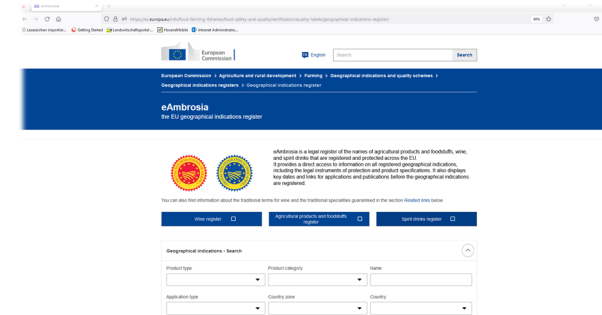 eAmbrosia
https://ec.europa.eu/info/food-farming-fisheries/food-safety-and-quality/certification/quality-labels/geographical-indications-register/
90%
Lesezeichen importier... Getting Started Landwirtschaftsportal... HovanetMobile Intranet Administratio...
European
Commission
EN English Search Search
European Commission > Agriculture and rural development > Farming > Geographical indications and quality schemes >
Geographical indications registers > Geographical indications register
eAmbrosia
the EU geographical indications register
eAmbrosia is a legal register of the names of agricultural products and foodstuffs, wine,
and spirit drinks that are registered and protected across the EU.
It provides a direct access to information on all registered geographical indications,
including the legal instruments of protection and product specifications. It also displays
key dates and links for applications and publications before the geographical indications
are registered.
You can also find information about the traditional terms for wine and the traditional specialities guaranteed in the section Related links below.
Wine register
Agricultural products and foodstuffs
register
Spirit drinks register
Geographical indications - Search
Product type Product category Name
Application type Country zone Country